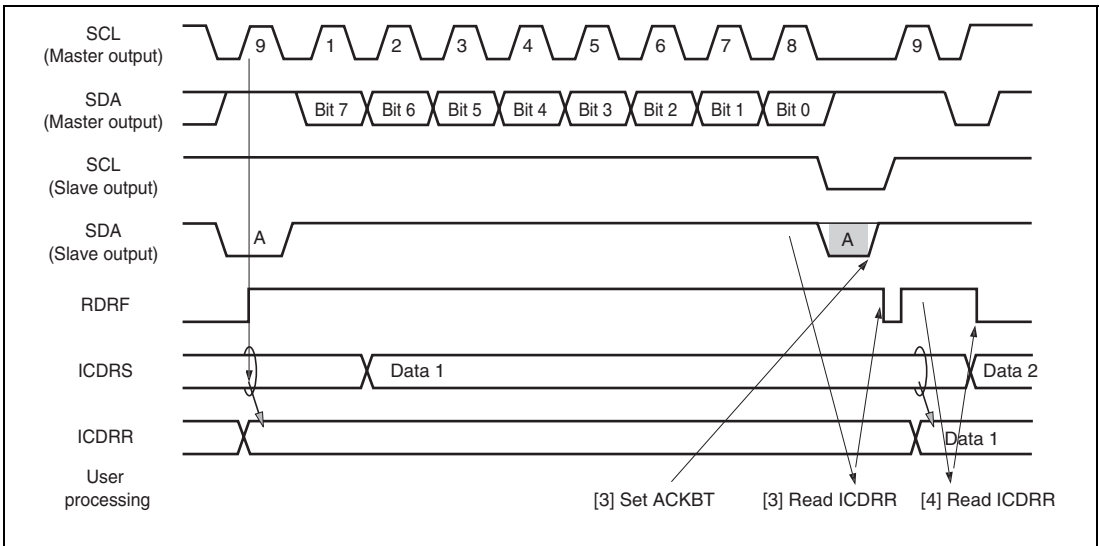 SCL
(Master output)
9 1 2 3 4 5 6 7 8 9
SDA
(Master output)
Bit 7 Bit 6 Bit 5 Bit 4 Bit 3 Bit 2 Bit 1 Bit 0
SCL
(Slave output)
SDA
(Slave output)
A A
RDRF
ICDRS
Data 1 Data 2
ICDRR
Data 1
User
processing
[3] Set ACKBT [3] Read ICDRR [4] Read ICDRR